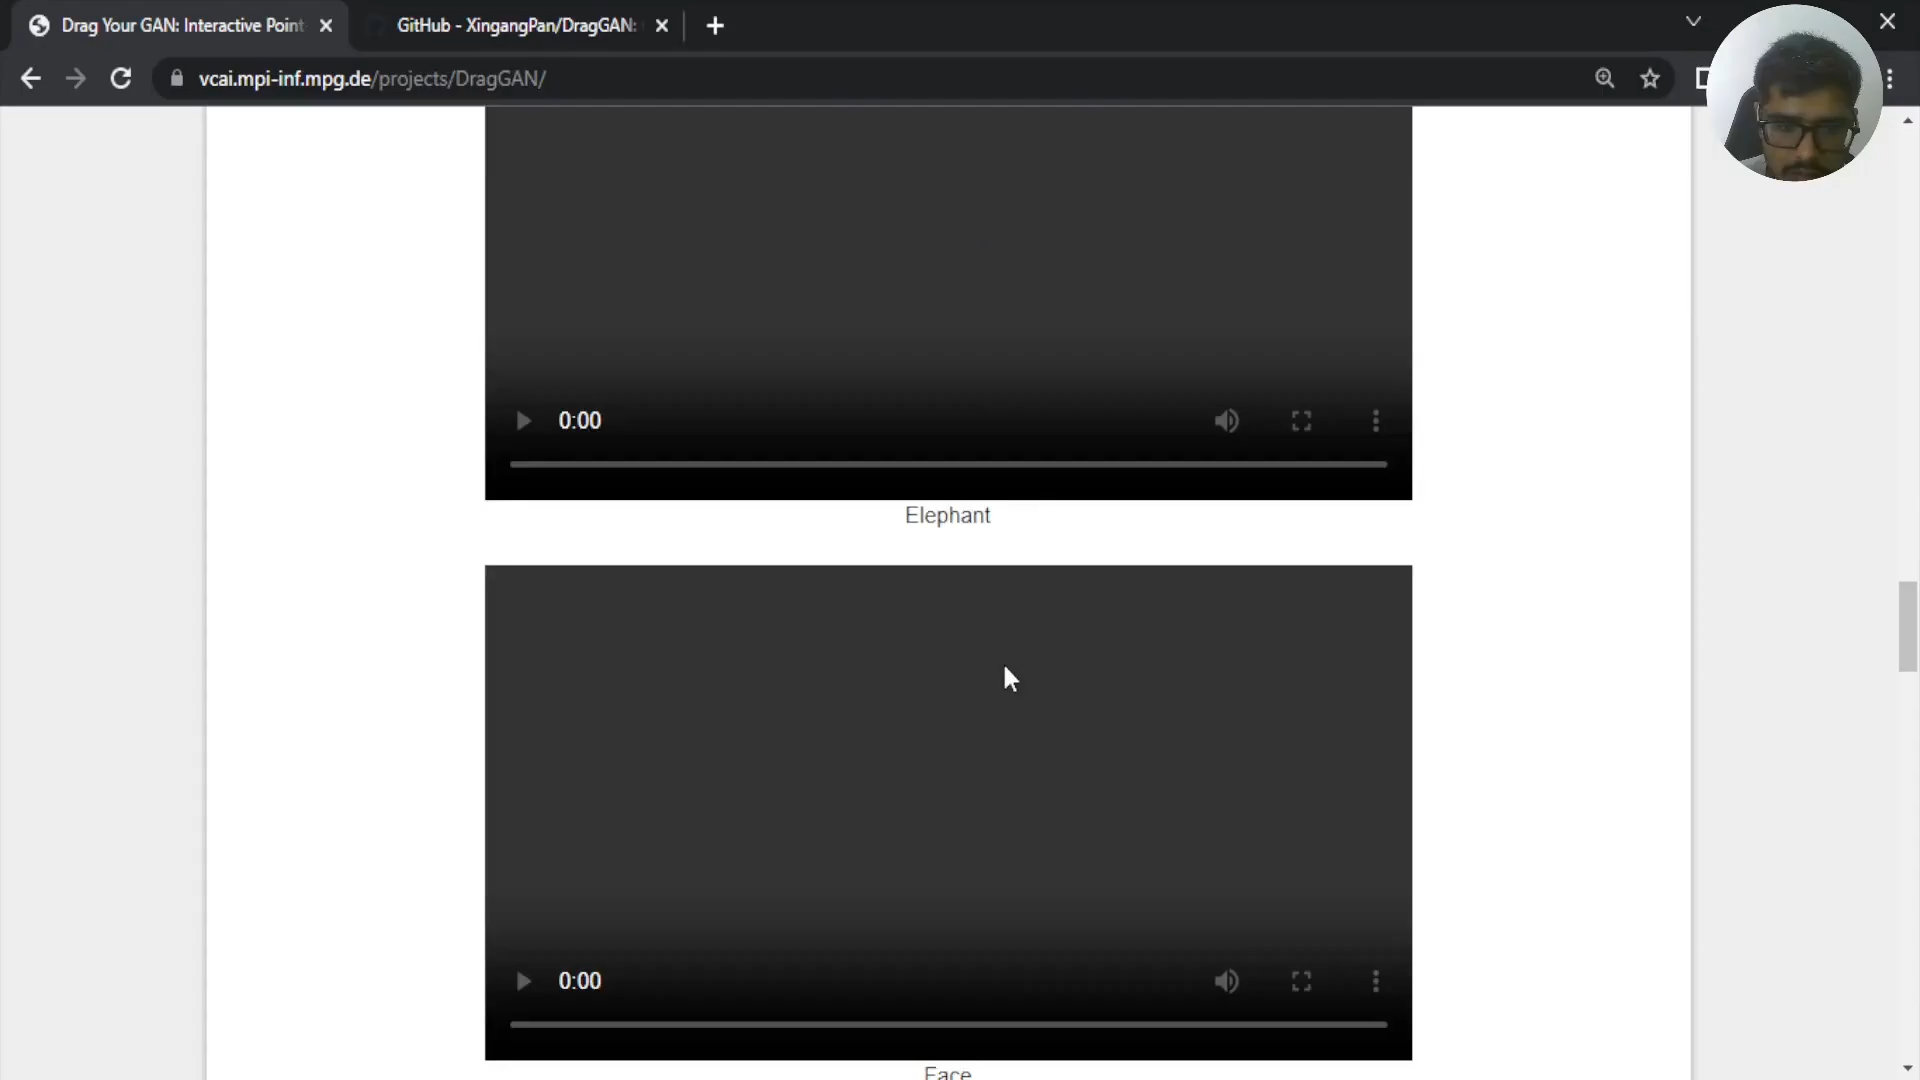 Drag Your GAN: Interactive Point
GitHub - XingangPan/DragGAN:
vcai.mpi-inf.mpg.de/projects/DragGAN/
0:00
Elephant
0:00
Face